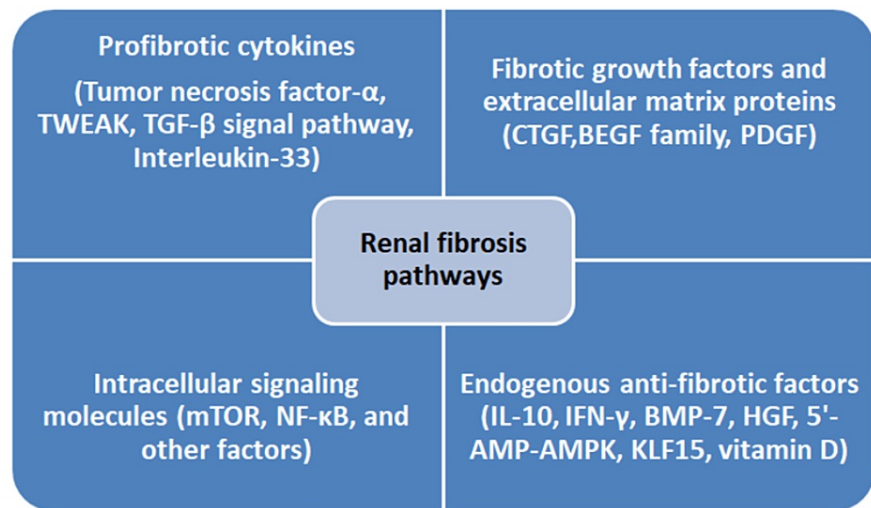 Profibrotic cytokines
(Tumor necrosis factor-α,
TWEAK, TGF-β signal pathway,
Interleukin-33)
Fibrotic growth factors and
extracellular matrix proteins
(CTGF,BEGF family, PDGF)
Renal fibrosis
pathways
Intracellular signaling
molecules (mTOR, NF-κB, and
other factors)
Endogenous anti-fibrotic factors
(IL-10, IFN-γ, BMP-7, HGF, 5'-
AMP-AMPK, KLF15, vitamin D)